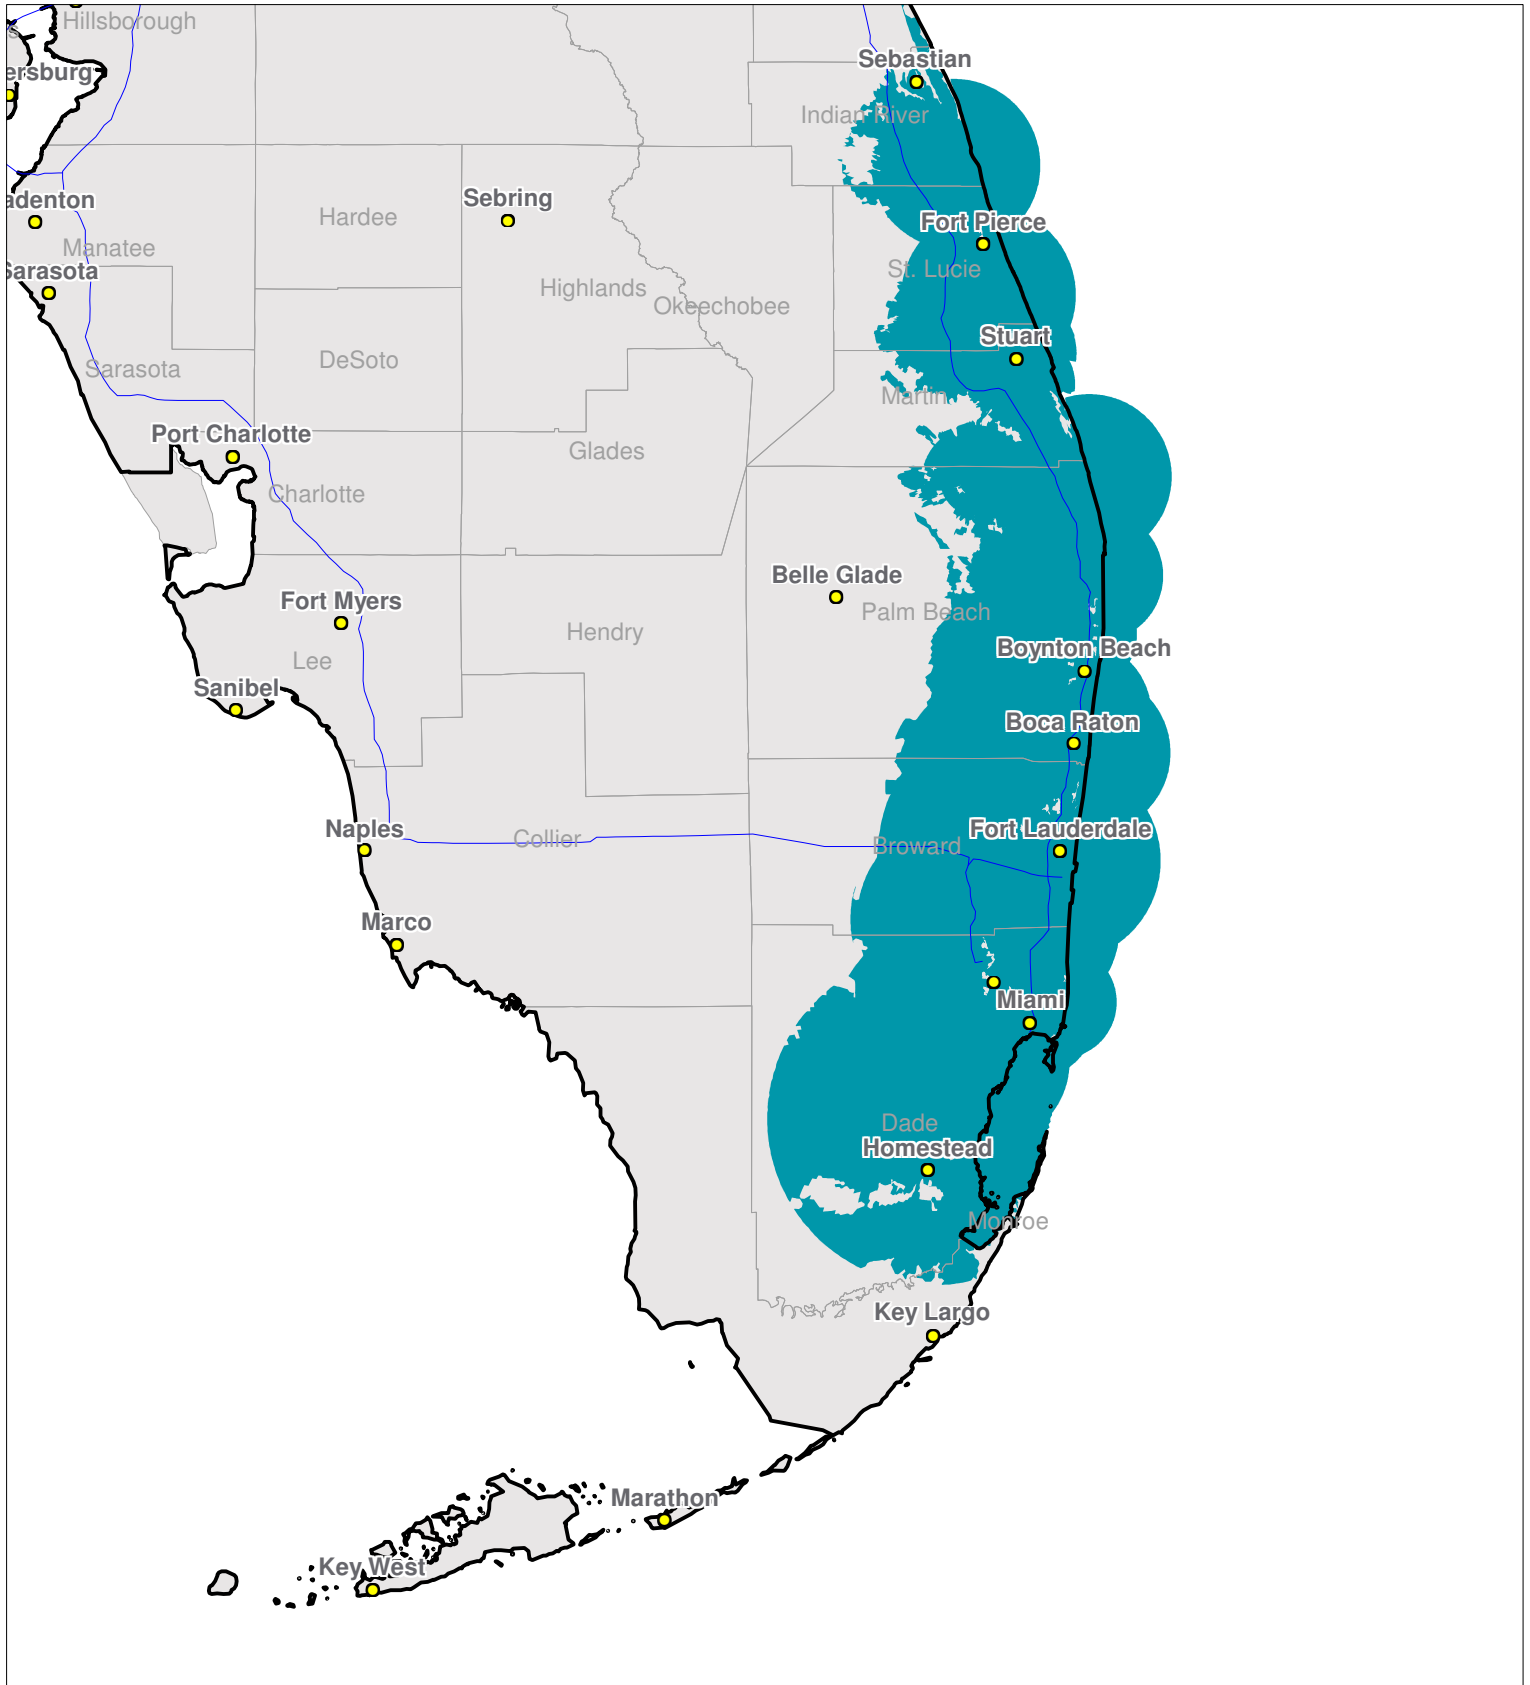 Hillsborough
s
ersburg
Sebastian
Indian River
adenton
Sebring
Hardee
Fort Pierce
Manatee
Sarasota
St. Lucie
Highlands
Okeechobee
Stuart
DeSoto
Sarasota
Martin
Port Charlotte
Glades
Charlotte
Belle Glade
Fort Myers
Palm Beach
Hendry
Boynton Beach
Lee
Sanibel
Boca Raton
Naples
Collier
Fort Lauderdale
Broward
Marco
Miami
Dade
Homestead
Monroe
Key Largo
Marathon
Key West